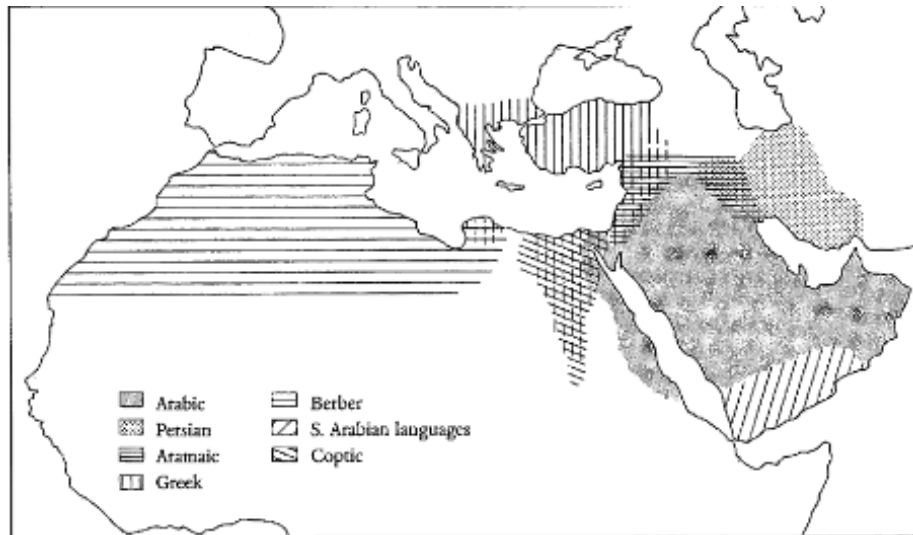 Arabic
Persian
Aramaic
Greek
Berber
S. Arabian languages
Coptic